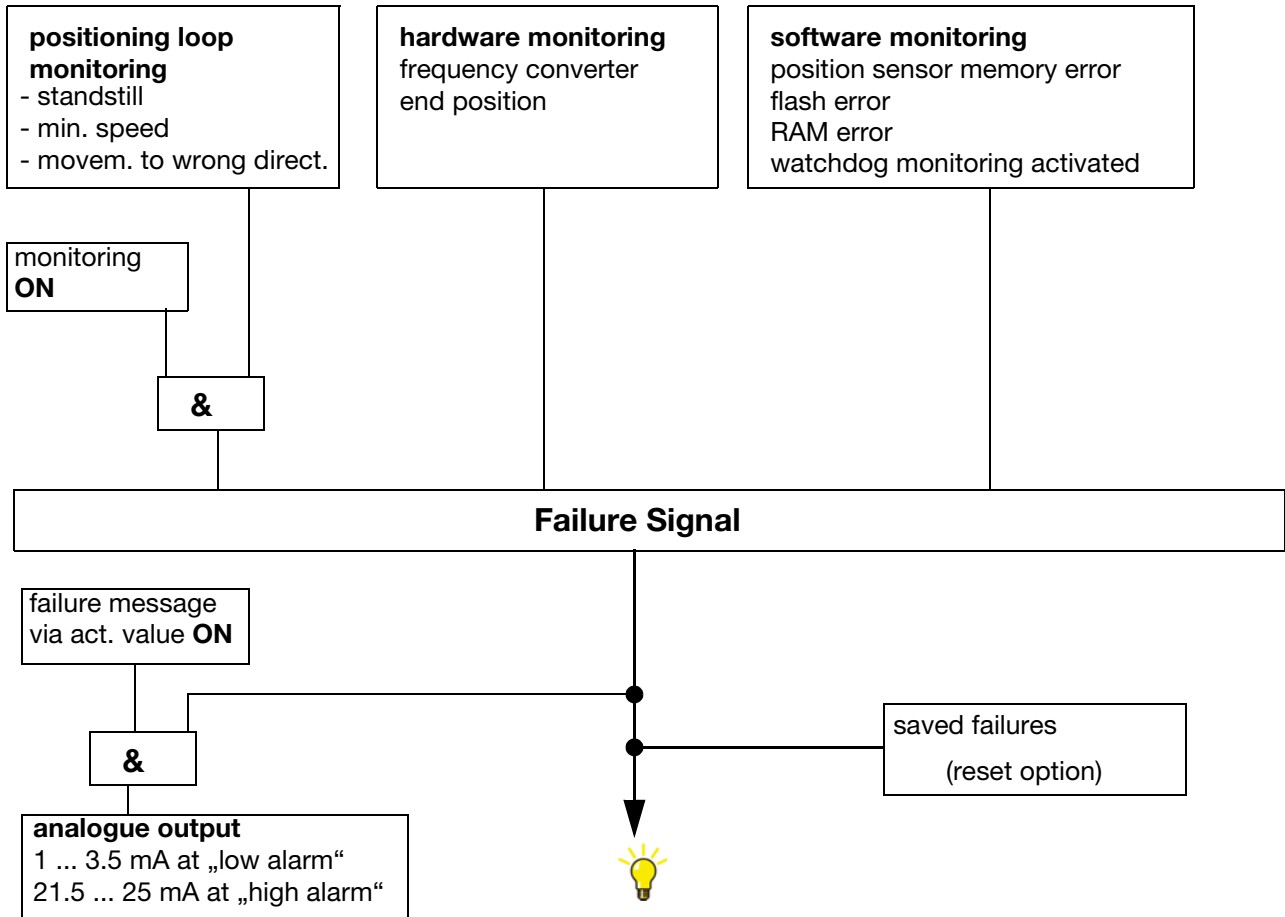 positioning loop
monitoring
- standstill
- min. speed
- movem. to wrong direct.
hardware monitoring
frequency converter
end position
software monitoring
position sensor memory error
flash error
RAM error
watchdog monitoring activated
monitoring
ON
&
Failure Signal
failure message
via act. value ON
&
saved failures
(reset option)
analogue output
1 ... 3.5 mA at „low alarm“
21.5 ... 25 mA at „high alarm“